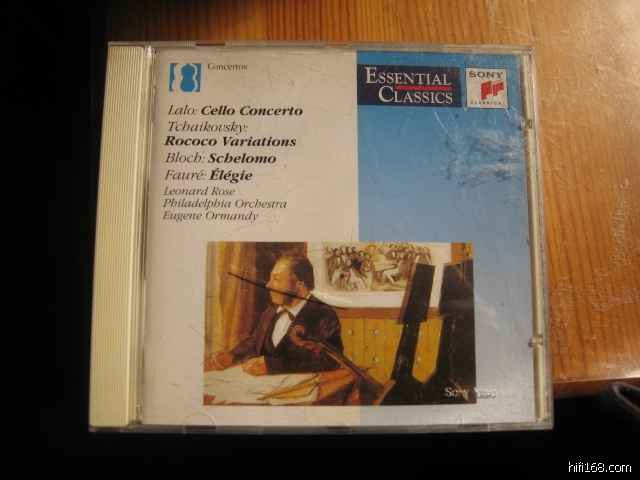 Concertos
ESSENTIAL
CLASSICS
SONY
CLASSICAL
Lalo: Cello Concerto
Tchaikovsky:
Rococo Variations
Bloch: Schelomo
Fauré: Élégie
Leonard Rose
Philadelphia Orchestra
Eugene Ormandy
hifi168.com